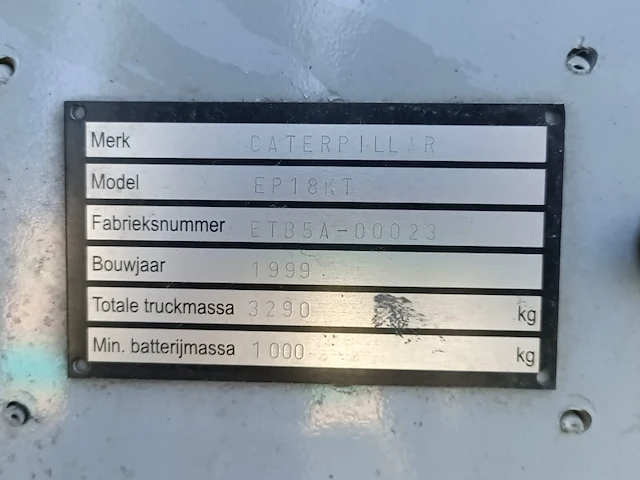 Merk CATERPILLAR
Model EP18KT
Fabrieksnummer ETB5A-00023
Bouwjaar 1999
Totale truckmassa 3290 kg
Min. batterijmassa 1000 kg